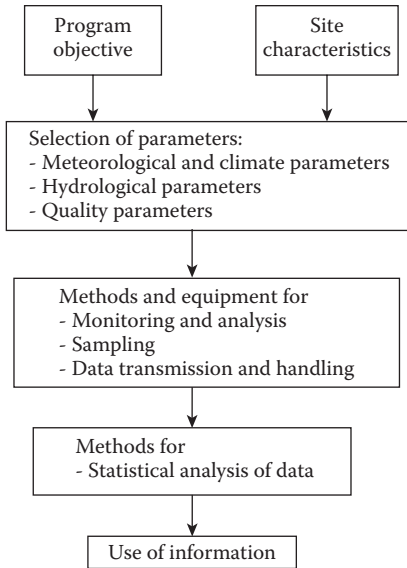 Program
objective
Site
characteristics
Selection of parameters:
- Meteorological and climate parameters
- Hydrological parameters
- Quality parameters
Methods and equipment for
- Monitoring and analysis
- Sampling
- Data transmission and handling
Methods for
- Statistical analysis of data
Use of information